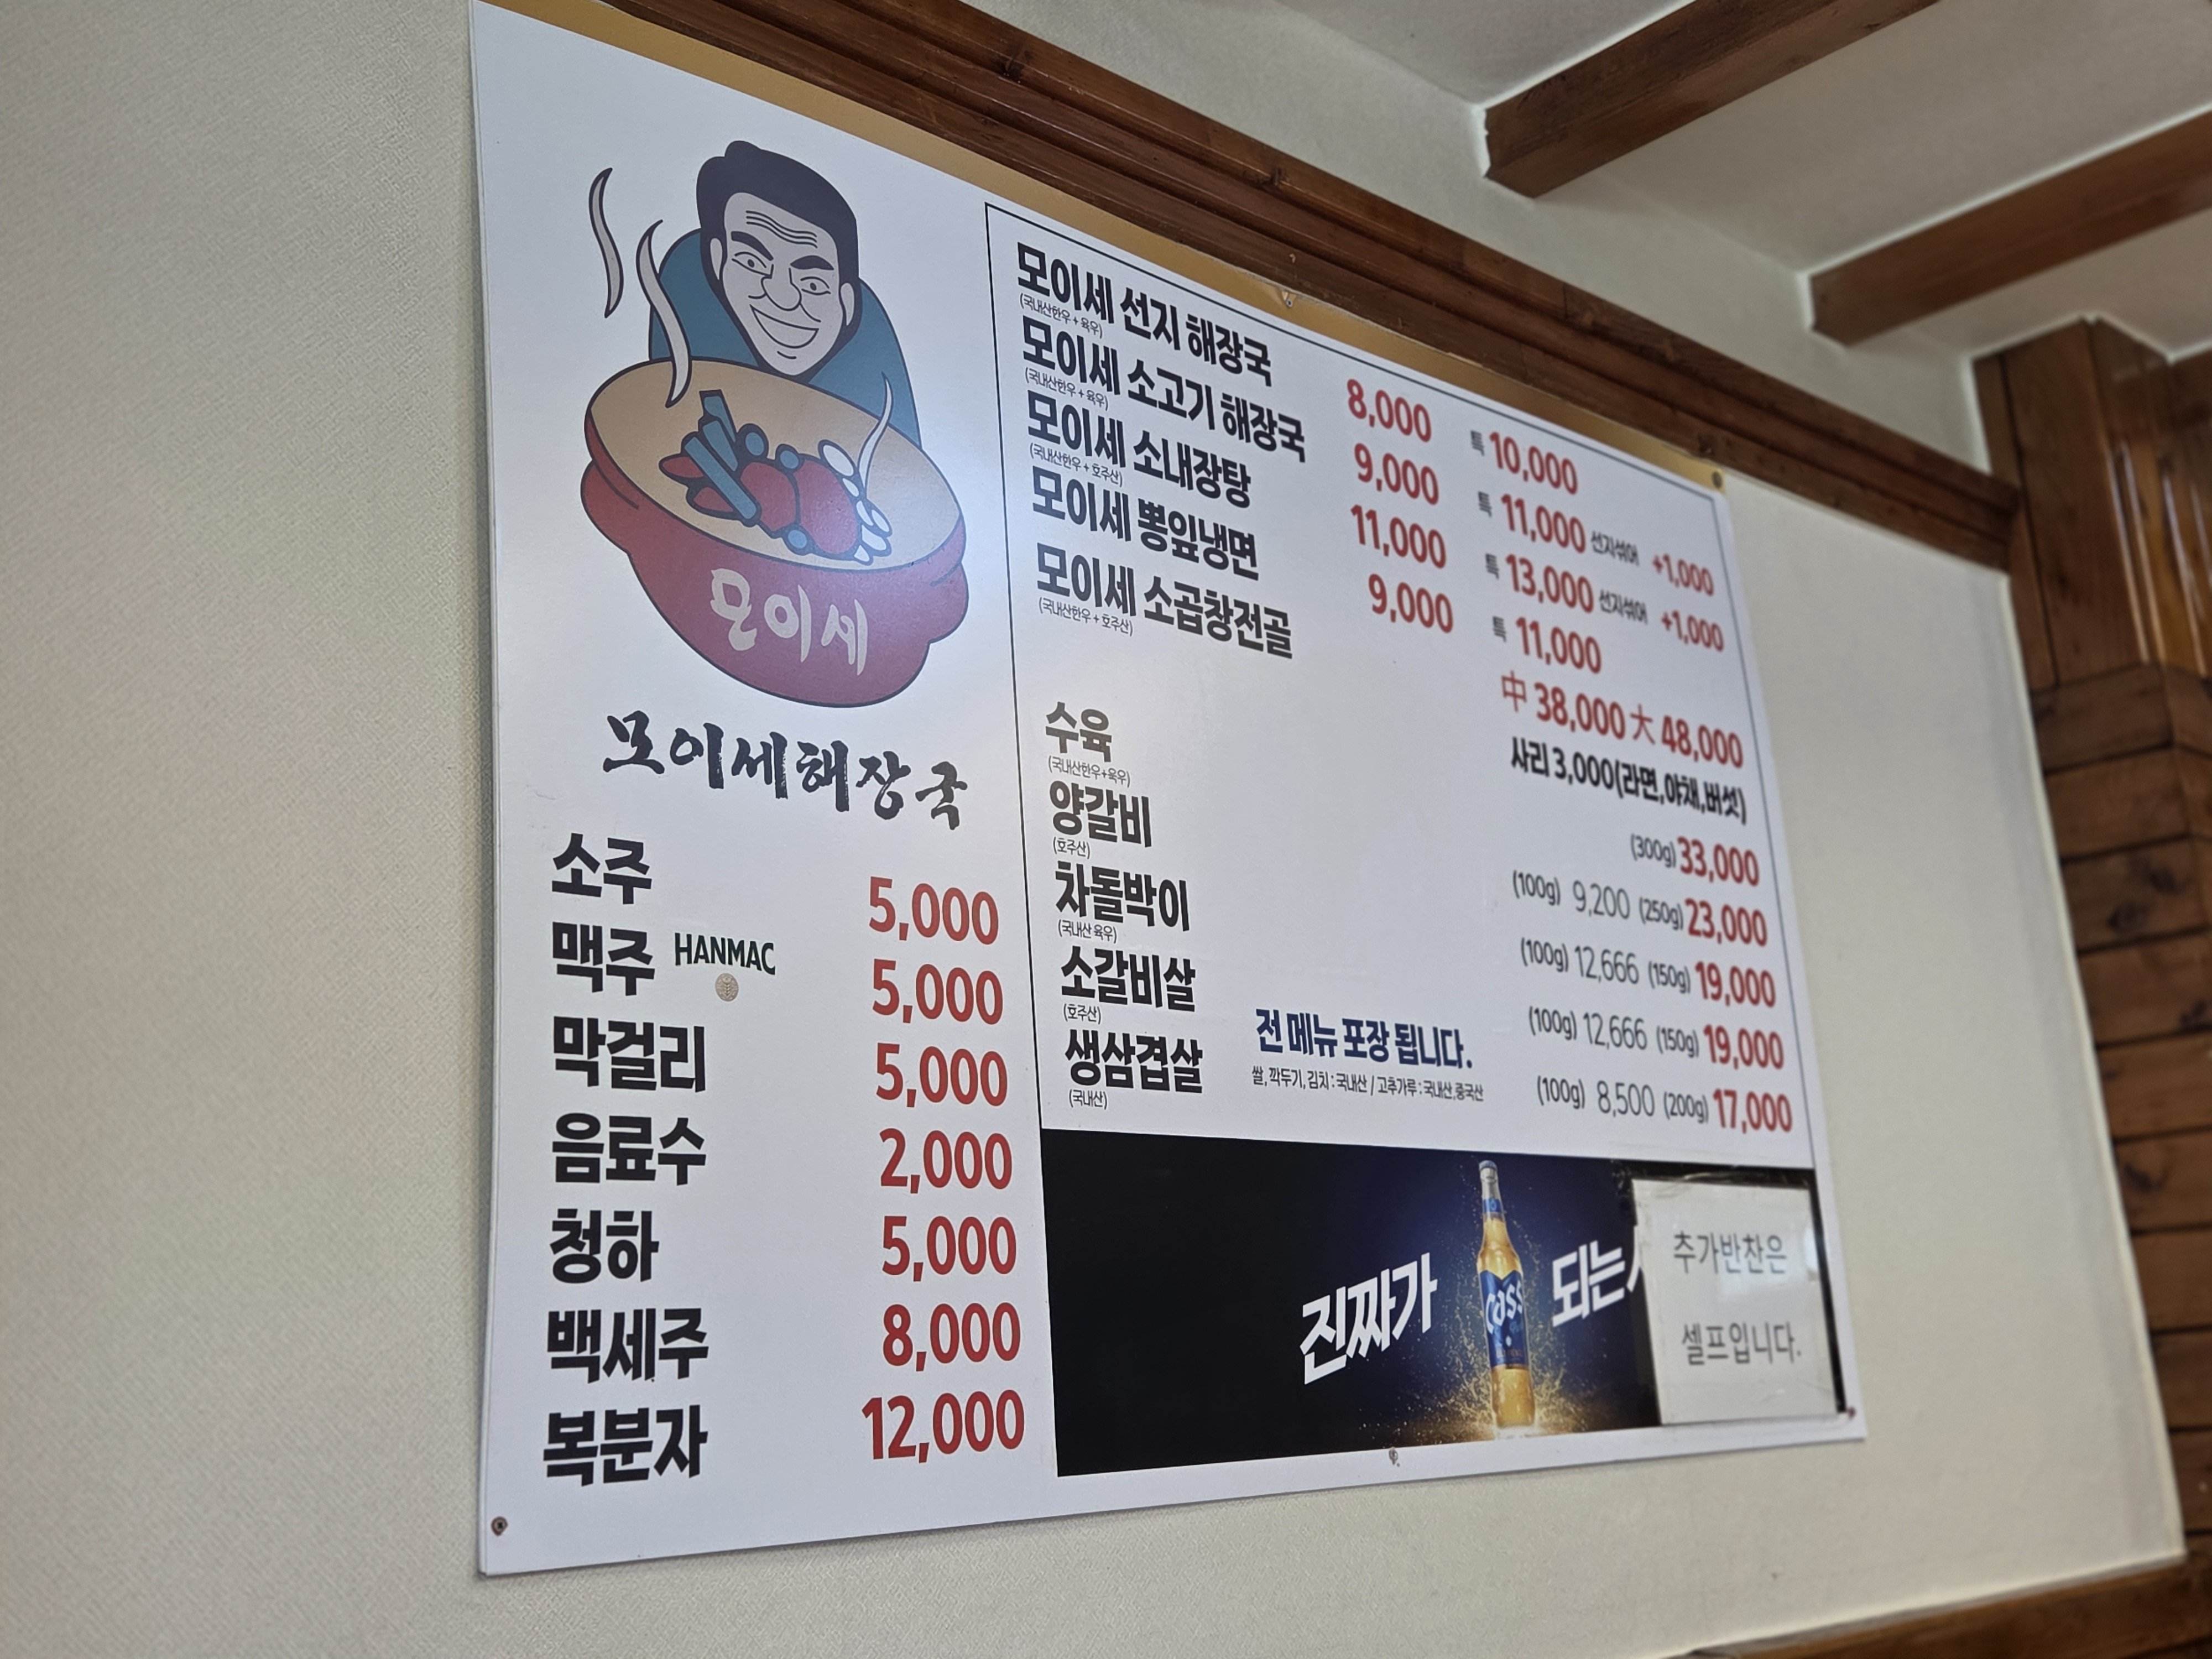 모이세
모이세해장국
소주 5,000
맥주 HANMAC 5,000
막걸리 5,000
음료수 2,000
청하 5,000
백세주 8,000
복분자 12,000
모이세 선지 해장국 8,000 특 10,000
(국내산한우 + 육우)
모이세 소고기 해장국 9,000 특 11,000 선지섞어 +1,000
(국내산한우 + 육우)
모이세 소내장탕 11,000 특 13,000 선지섞어 +1,000
(국내산한우 + 호주산)
모이세 뽕잎냉면 9,000 특 11,000
모이세 소곱창전골 中 38,000 大 48,000
(국내산한우 + 호주산)
사리 3,000(라면,야채,버섯)
수육 (300g) 33,000
(국내산한우+육우)
양갈비 (100g) 9,200 (250g) 23,000
(호주산)
차돌박이 (100g) 12,666 (150g) 19,000
(국내산 육우)
소갈비살 (100g) 12,666 (150g) 19,000
(호주산)
생삼겹살 (100g) 8,500 (200g) 17,000
(국내산)
전 메뉴 포장 됩니다.
쌀, 깍두기, 김치 : 국내산 / 고추가루 : 국내산,중국산
진짜가 되는
Cass
추가반찬은
셀프입니다.